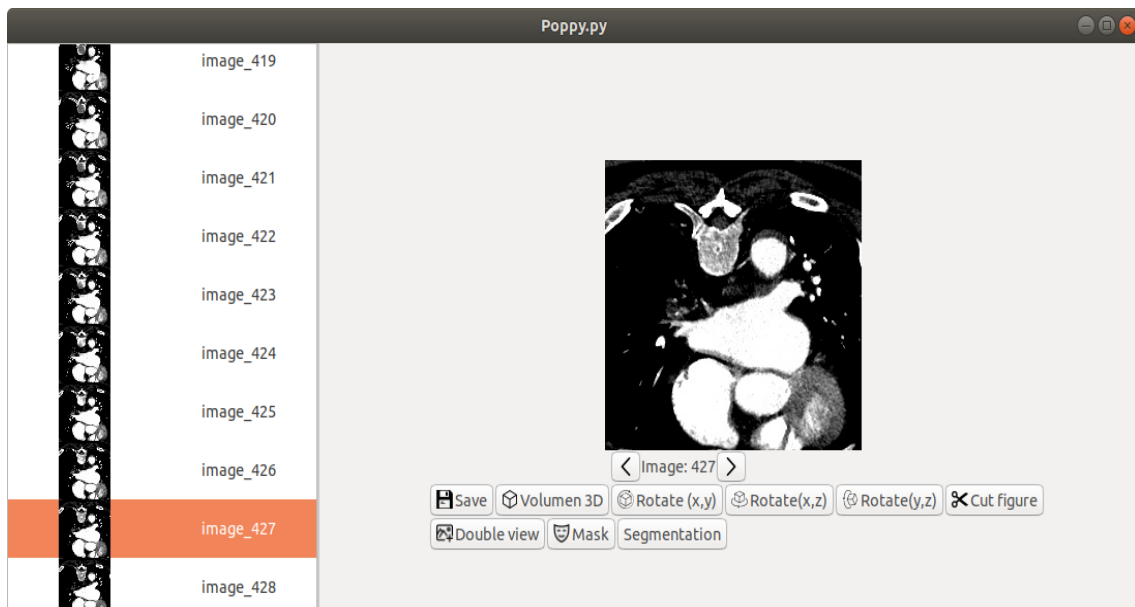 Poppy.py
image_419
image_420
image_421
image_422
image_423
image_424
image_425
image_426
image_427
image_428
Image: 427
Save Volumen 3D Rotate (x,y) Rotate(x,z) Rotate(y,z) Cut figure
Double view Mask Segmentation